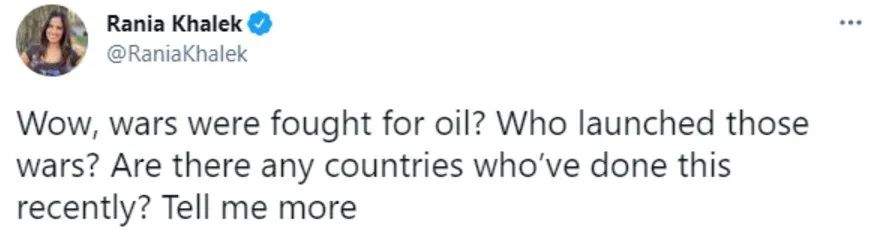 Rania Khalek
@RaniaKhalek
Wow, wars were fought for oil? Who launched those
wars? Are there any countries who’ve done this
recently? Tell me more